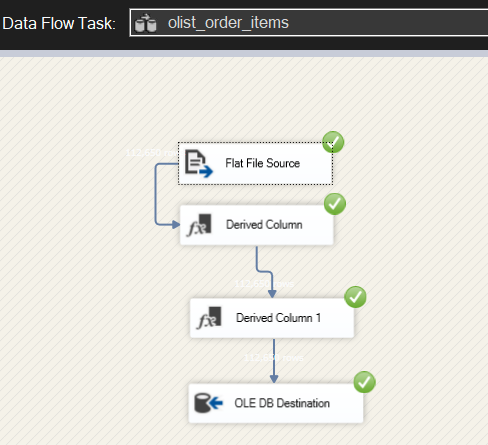 Data Flow Task: olist_order_items
Flat File Source
Derived Column
Derived Column 1
OLE DB Destination